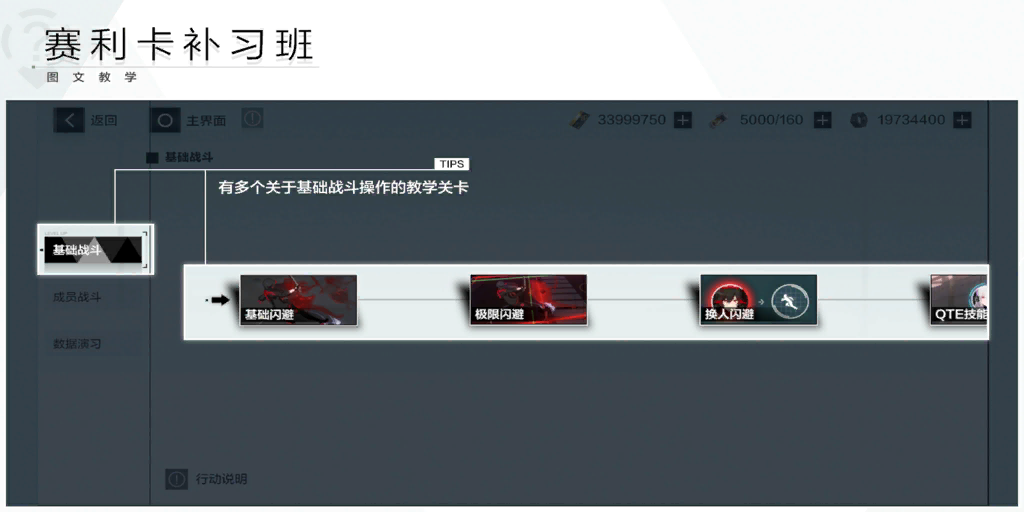 赛利卡补习班
图文教学
返回
主界面
33999750
5000/160
19734400
基础战斗
TIPS
有多个关于基础战斗操作的教学关卡
基础战斗
成员战斗
数据演习
基础闪避
极限闪避
换人闪避
QTE技能
行动说明